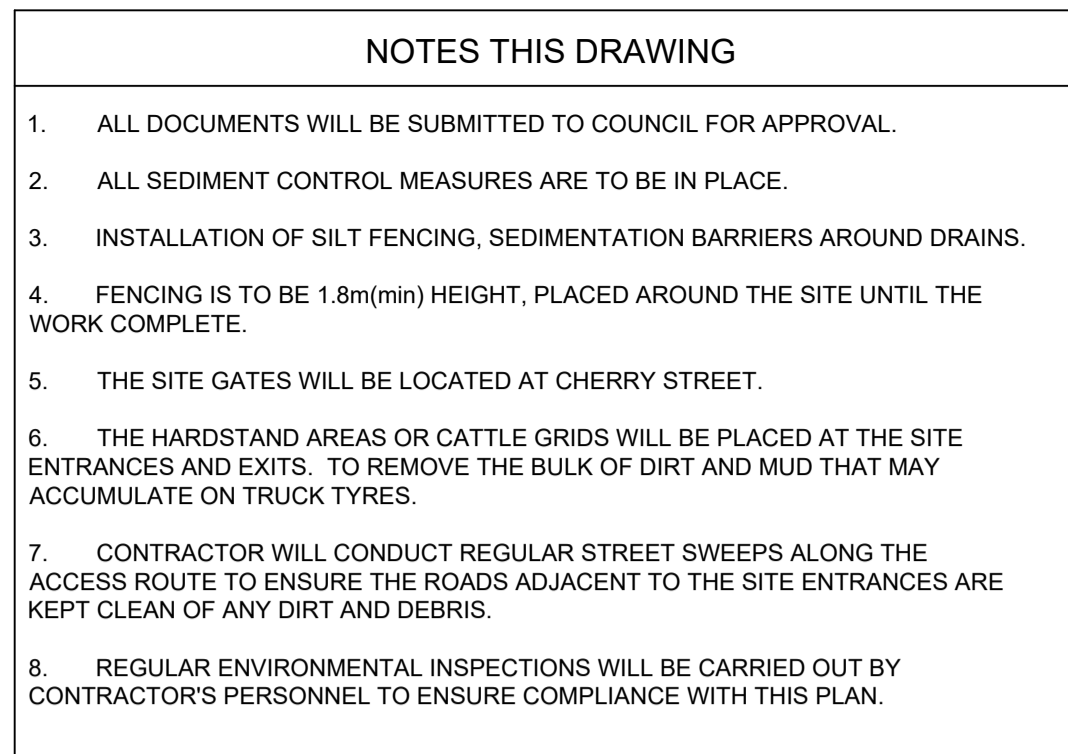 NOTES THIS DRAWING
1. ALL DOCUMENTS WILL BE SUBMITTED TO COUNCIL FOR APPROVAL.
2. ALL SEDIMENT CONTROL MEASURES ARE TO BE IN PLACE.
3. INSTALLATION OF SILT FENCING, SEDIMENTATION BARRIERS AROUND DRAINS.
4. FENCING IS TO BE 1.8m(min) HEIGHT, PLACED AROUND THE SITE UNTIL THE
WORK COMPLETE.
5. THE SITE GATES WILL BE LOCATED AT CHERRY STREET.
6. THE HARDSTAND AREAS OR CATTLE GRIDS WILL BE PLACED AT THE SITE
ENTRANCES AND EXITS. TO REMOVE THE BULK OF DIRT AND MUD THAT MAY
ACCUMULATE ON TRUCK TYRES.
7. CONTRACTOR WILL CONDUCT REGULAR STREET SWEEPS ALONG THE
ACCESS ROUTE TO ENSURE THE ROADS ADJACENT TO THE SITE ENTRANCES ARE
KEPT CLEAN OF ANY DIRT AND DEBRIS.
8. REGULAR ENVIRONMENTAL INSPECTIONS WILL BE CARRIED OUT BY
CONTRACTOR'S PERSONNEL TO ENSURE COMPLIANCE WITH THIS PLAN.